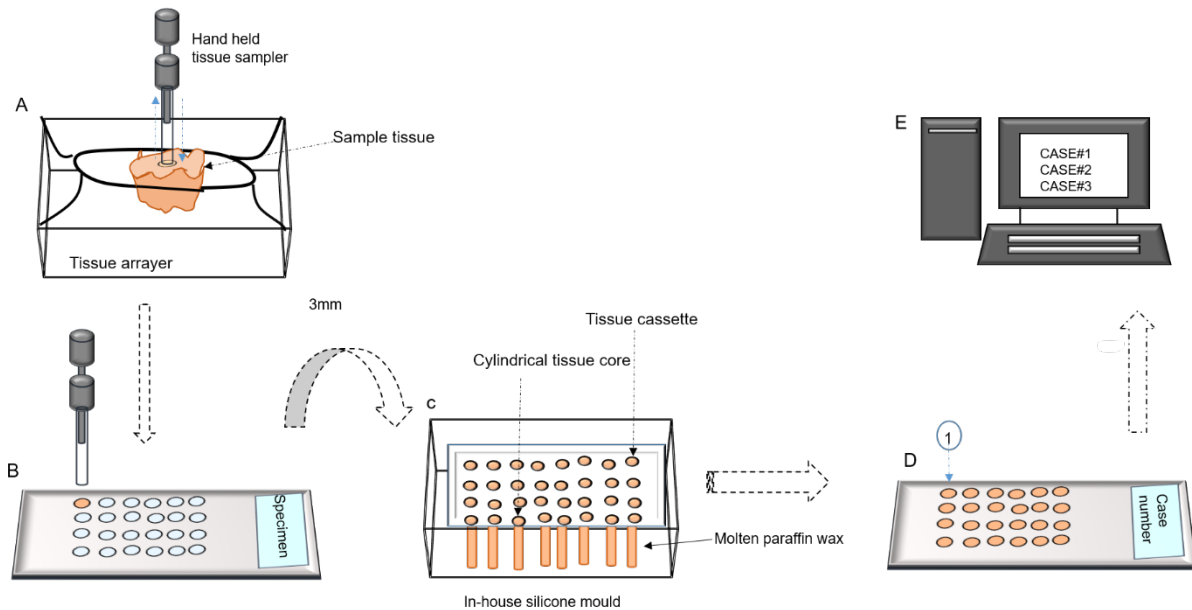 A
Hand held
tissue sampler
Sample tissue
Tissue arrayer
B
Specimen
3mm
Tissue cassette
Cylindrical tissue core
c
Molten paraffin wax
In-house silicone mould
1
D
Case
number
E
CASE#1
CASE#2
CASE#3